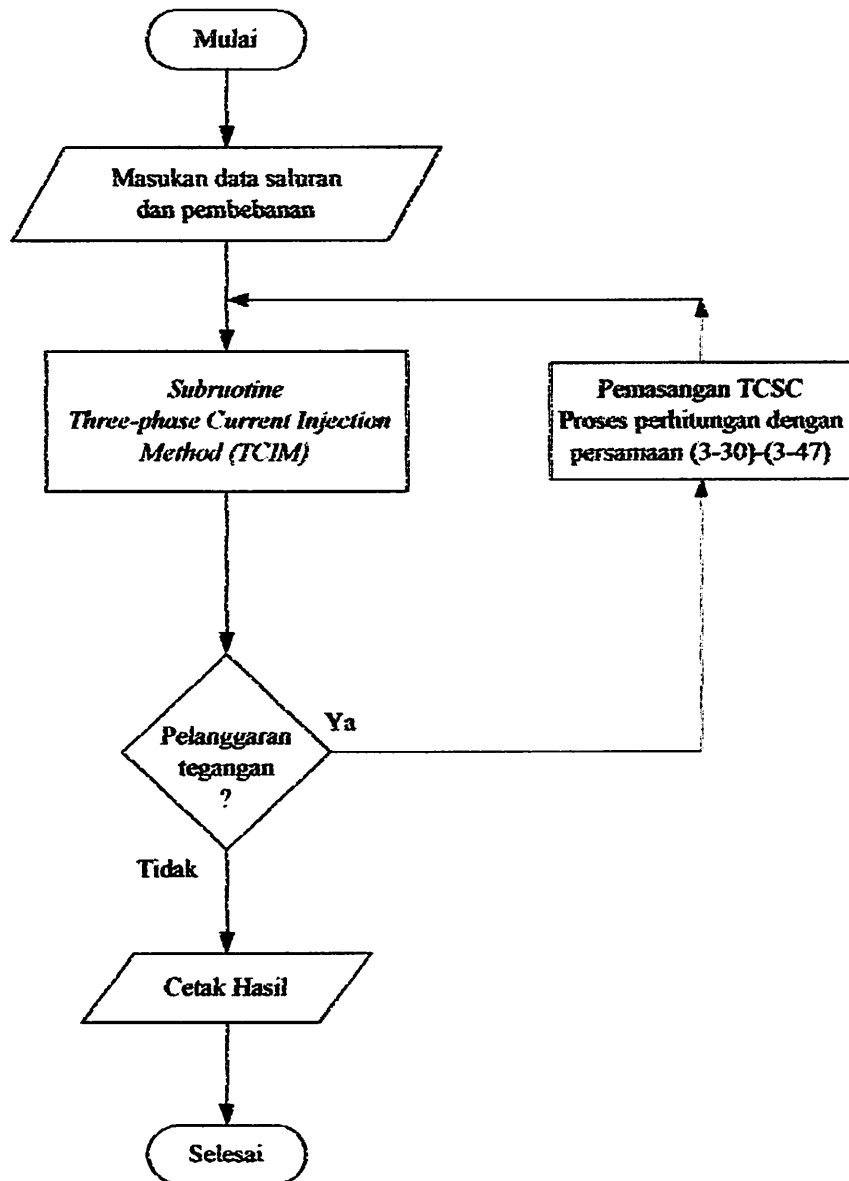 Mulai
Masukan data saluran
dan pembebanan
Subruotine
Three-phase Current Injection
Method (TCIM)
Pemasangan TCSC
Proses perhitungan dengan
persamaan (3-30)-(3-47)
Pelanggaran
tegangan
?
Ya
Tidak
Cetak Hasil
Selesai